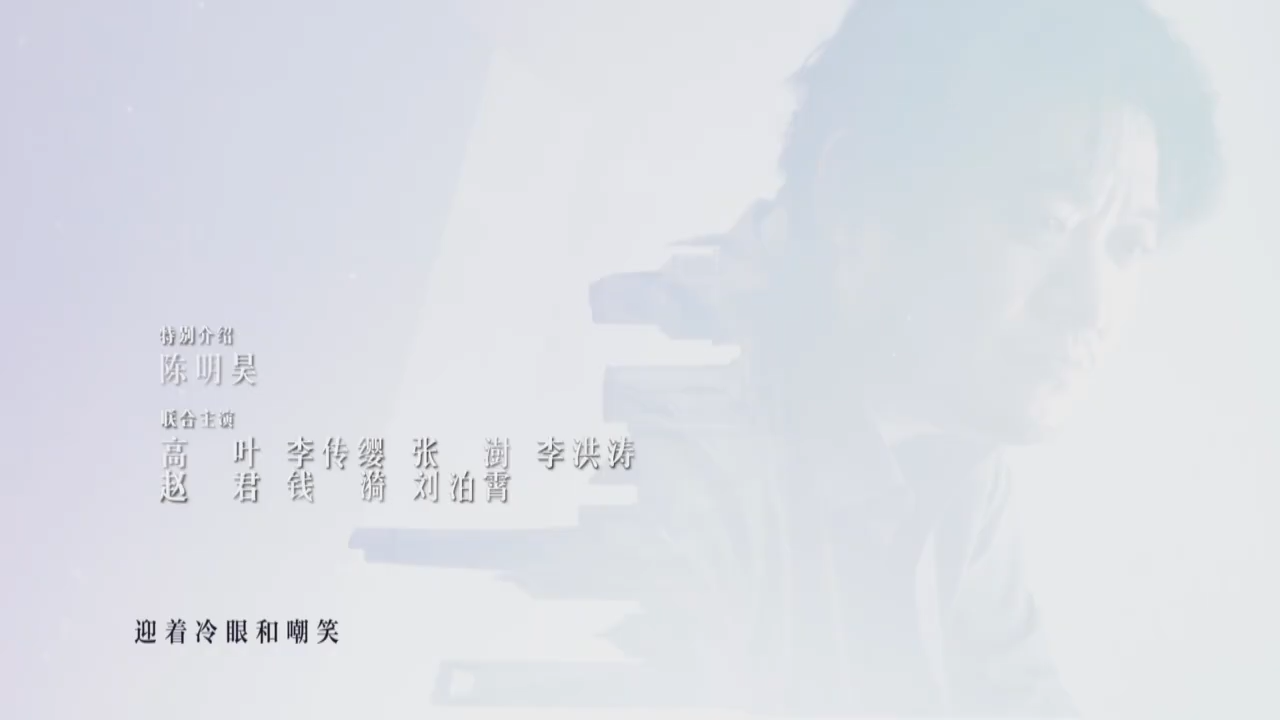 特别介绍
陈明昊
联合主演
高 叶 李传缨 张 澍 李洪涛
赵 君 钱 漪 刘泊霄
迎着冷眼和嘲笑